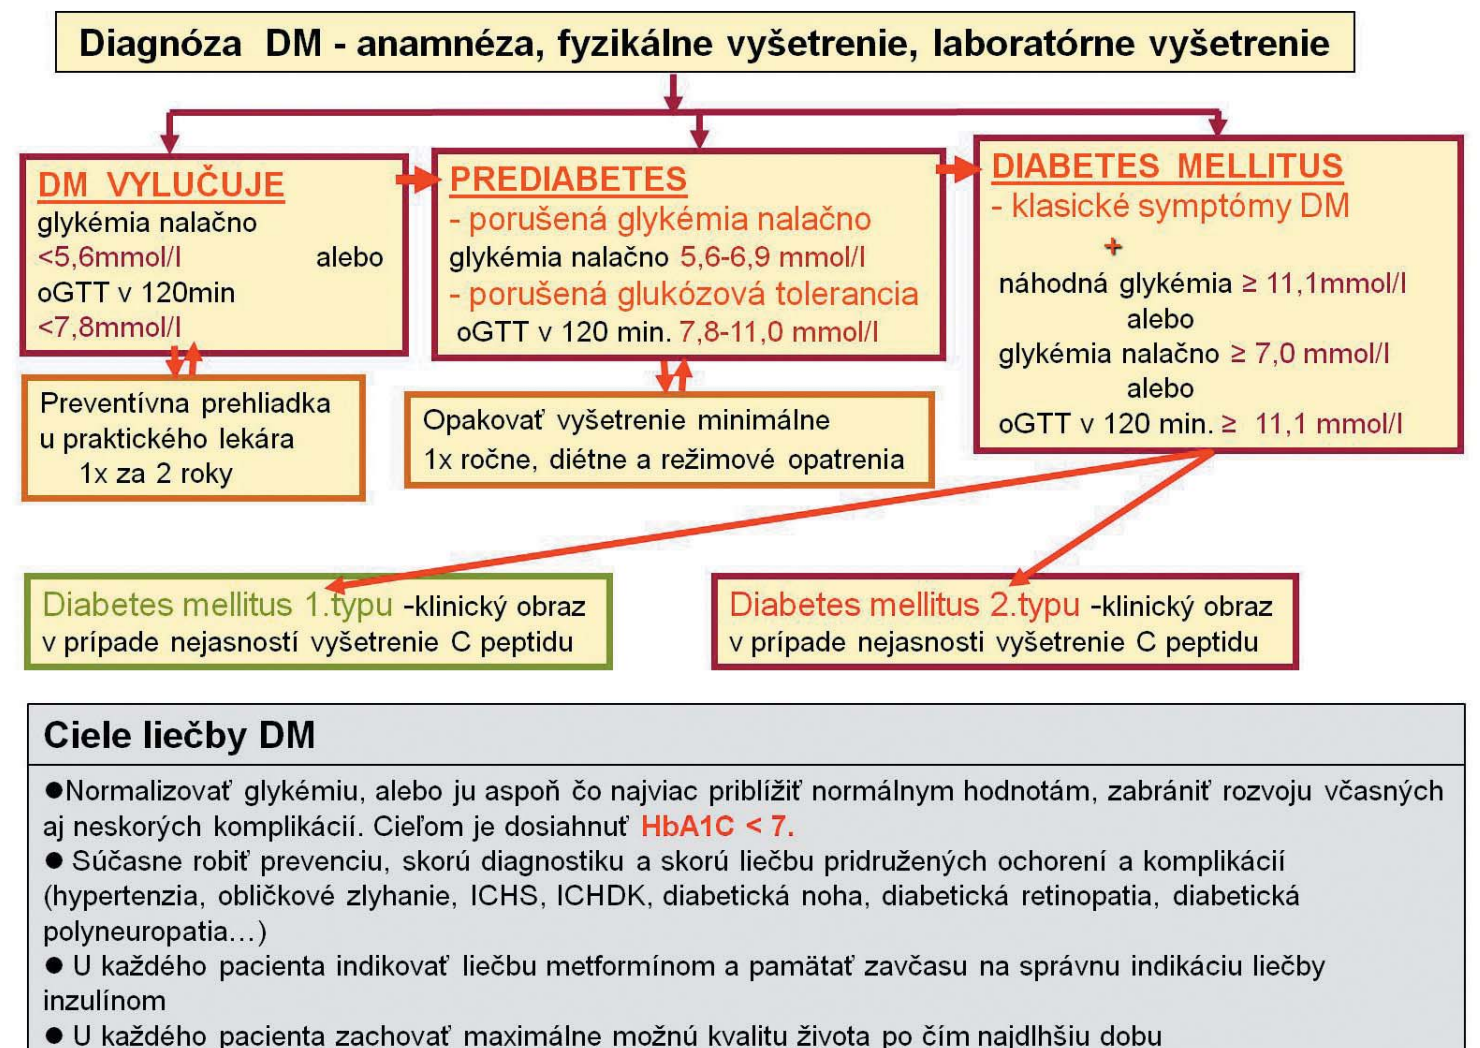 Diagnóza DM - anamnéza, fyzikálne vyšetrenie, laboratórne vyšetrenie
DM VYLUČUJE
glykémia nalačno
<5,6mmol/l alebo
oGTT v 120min
<7,8mmol/l
PREDIABETES
- porušená glykémia nalačno
glykémia nalačno 5,6-6,9 mmol/l
- porušená glukózová tolerancia
oGTT v 120 min. 7,8-11,0 mmol/l
DIABETES MELLITUS
- klasické symptómy DM
+
náhodná glykémia ≥ 11,1mmol/l
alebo
glykémia nalačno ≥ 7,0 mmol/l
alebo
oGTT v 120 min. ≥ 11,1 mmol/l
Preventívna prehliadka
u praktického lekára
1x za 2 roky
Opakovať vyšetrenie minimálne
1x ročne, diétne a režimové opatrenia
Diabetes mellitus 1.typu -klinický obraz
v prípade nejasností vyšetrenie C peptidu
Diabetes mellitus 2.typu -klinický obraz
v prípade nejasnosti vyšetrenie C peptidu
Ciele liečby DM
●Normalizovať glykémiu, alebo ju aspoň čo najviac priblížiť normálnym hodnotám, zabrániť rozvoju včasných
aj neskorých komplikácií. Cieľom je dosiahnuť HbA1C < 7.
● Súčasne robiť prevenciu, skorú diagnostiku a skorú liečbu pridružených ochorení a komplikácií
(hypertenzia, obličkové zlyhanie, ICHS, ICHDK, diabetická noha, diabetická retinopatia, diabetická
polyneuropatia...)
● U každého pacienta indikovať liečbu metformínom a pamätať zavčasu na správnu indikáciu liečby
inzulínom
● U každého pacienta zachovať maximálne možnú kvalitu života po čím najdlhšiu dobu